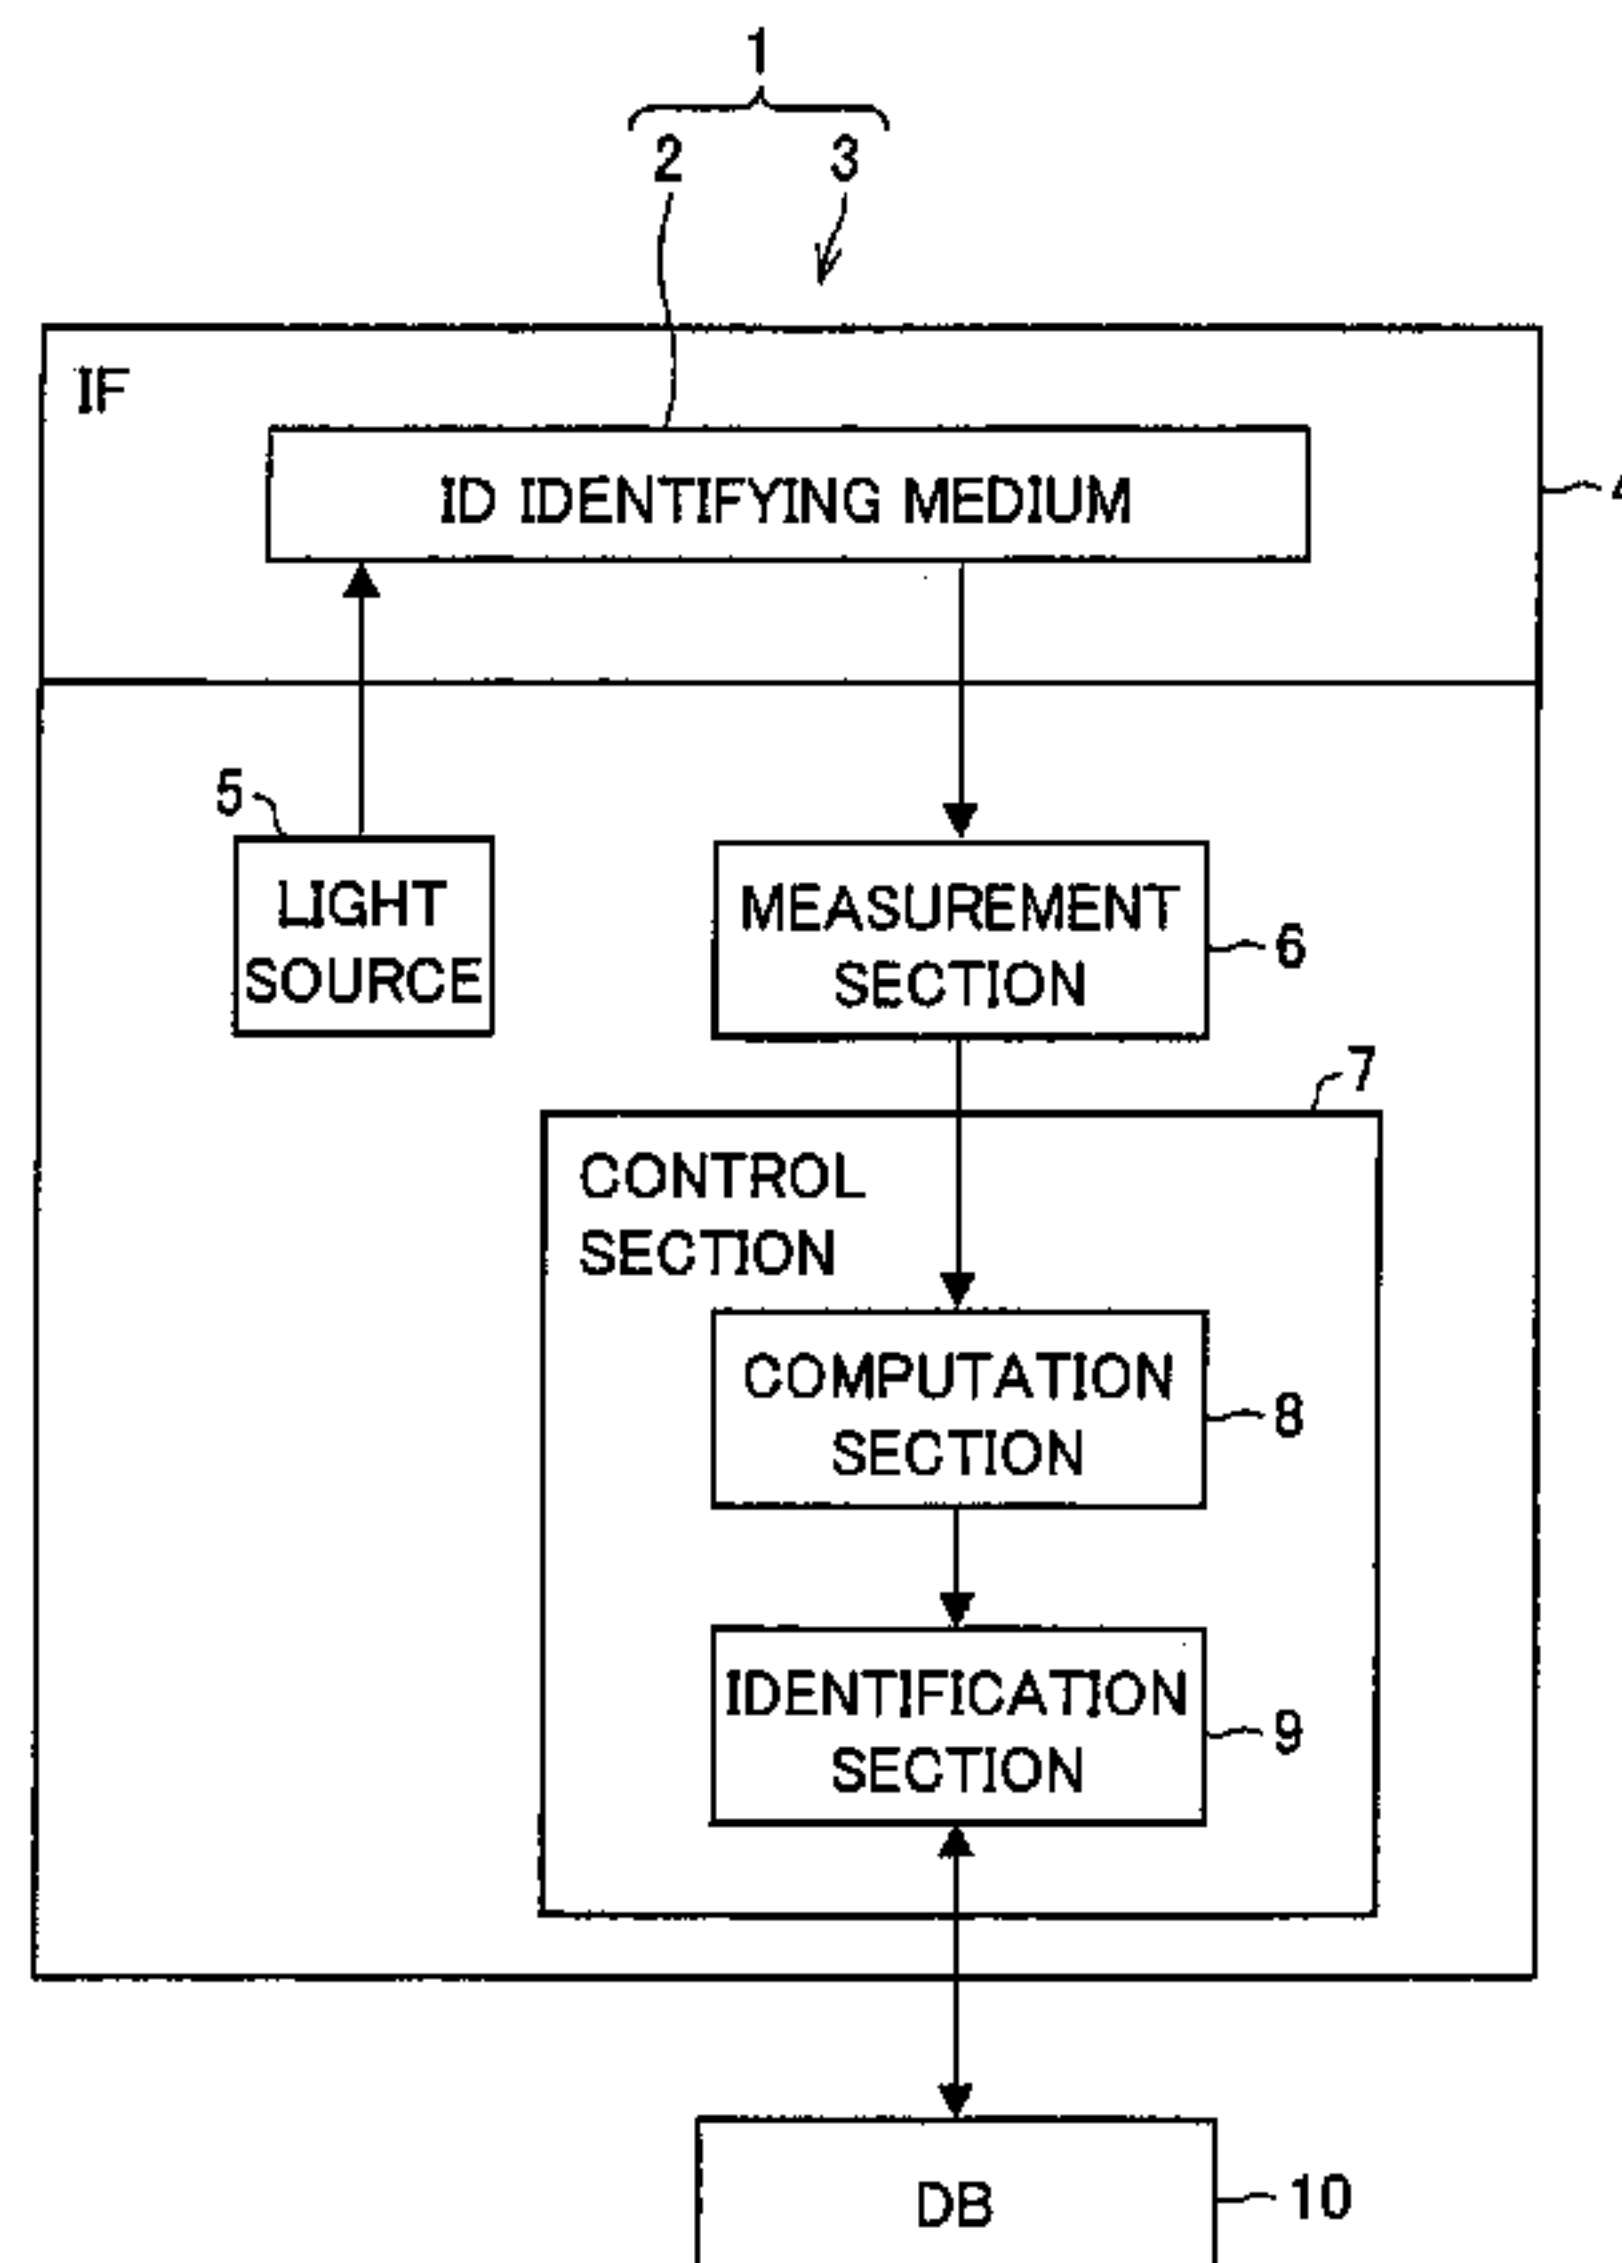 1
2 3
IF
4
ID IDENTIFYING MEDIUM
5
LIGHT
SOURCE
MEASUREMENT
SECTION
6
7
CONTROL
SECTION
COMPUTATION
SECTION
8
IDENTIFICATION
SECTION
9
DB
10